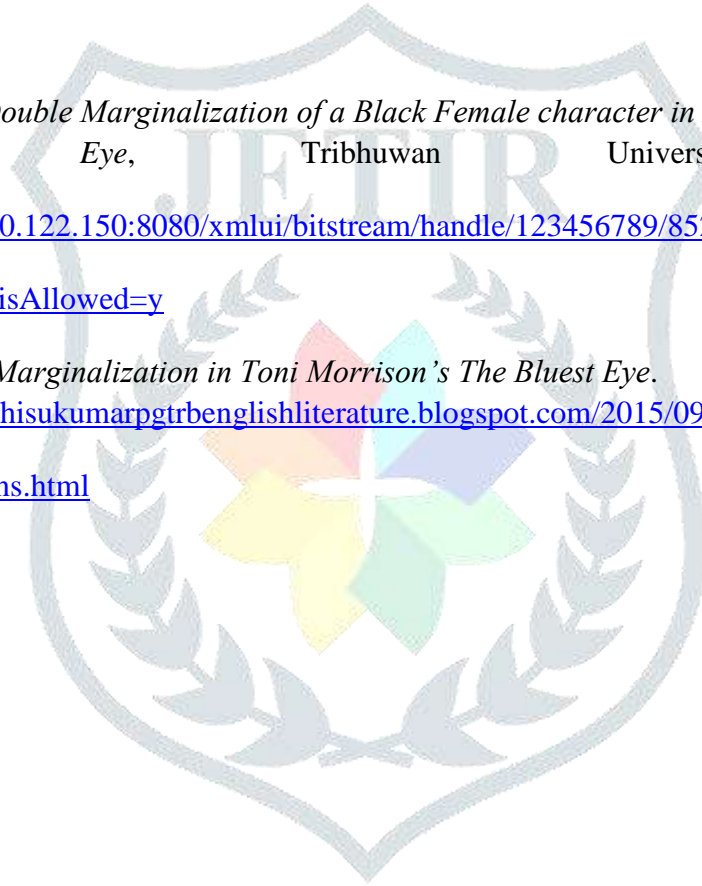 ouble Marginalization of a Black Female character in
Eye, Tribhuwan Univers
0.122.150:8080/xmlui/bitstream/handle/123456789/85
isAllowed=y
Marginalization in Toni Morrison’s The Bluest Eye.
hisukumarpgtrbenglishliterature.blogspot.com/2015/09
ns.html
JETIR